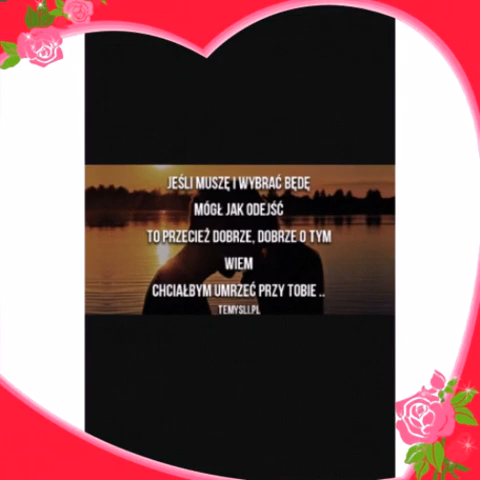 JEŚLI MUSZĘ I WYBRAĆ BĘDĘ
MÓGŁ JAK ODEJŚĆ
TO PRZECIEŻ DOBRZE, DOBRZE O TYM
WIEM
CHCIAŁBYM UMRZEĆ PRZY TOBIE ..
TEMYSLI.PL